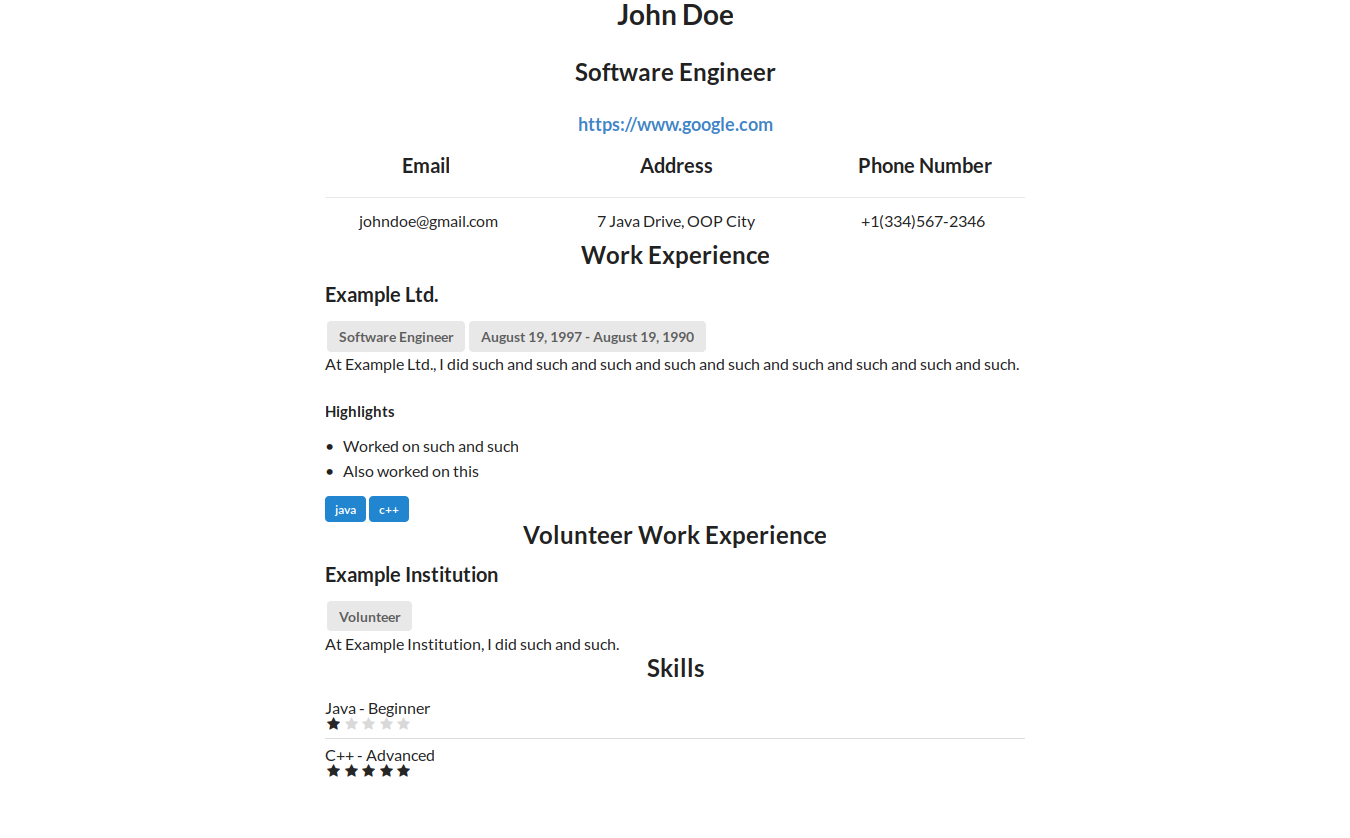 John Doe
Software Engineer
https://www.google.com
Email Address Phone Number
johndoe@gmail.com 7 Java Drive, OOP City +1(334)567-2346
Work Experience
Example Ltd.
Software Engineer August 19, 1997 - August 19, 1990
At Example Ltd., I did such and such and such and such and such and such and such and such and such.
Highlights
• Worked on such and such
• Also worked on this
java c++
Volunteer Work Experience
Example Institution
Volunteer
At Example Institution, I did such and such.
Skills
Java - Beginner
C++ - Advanced